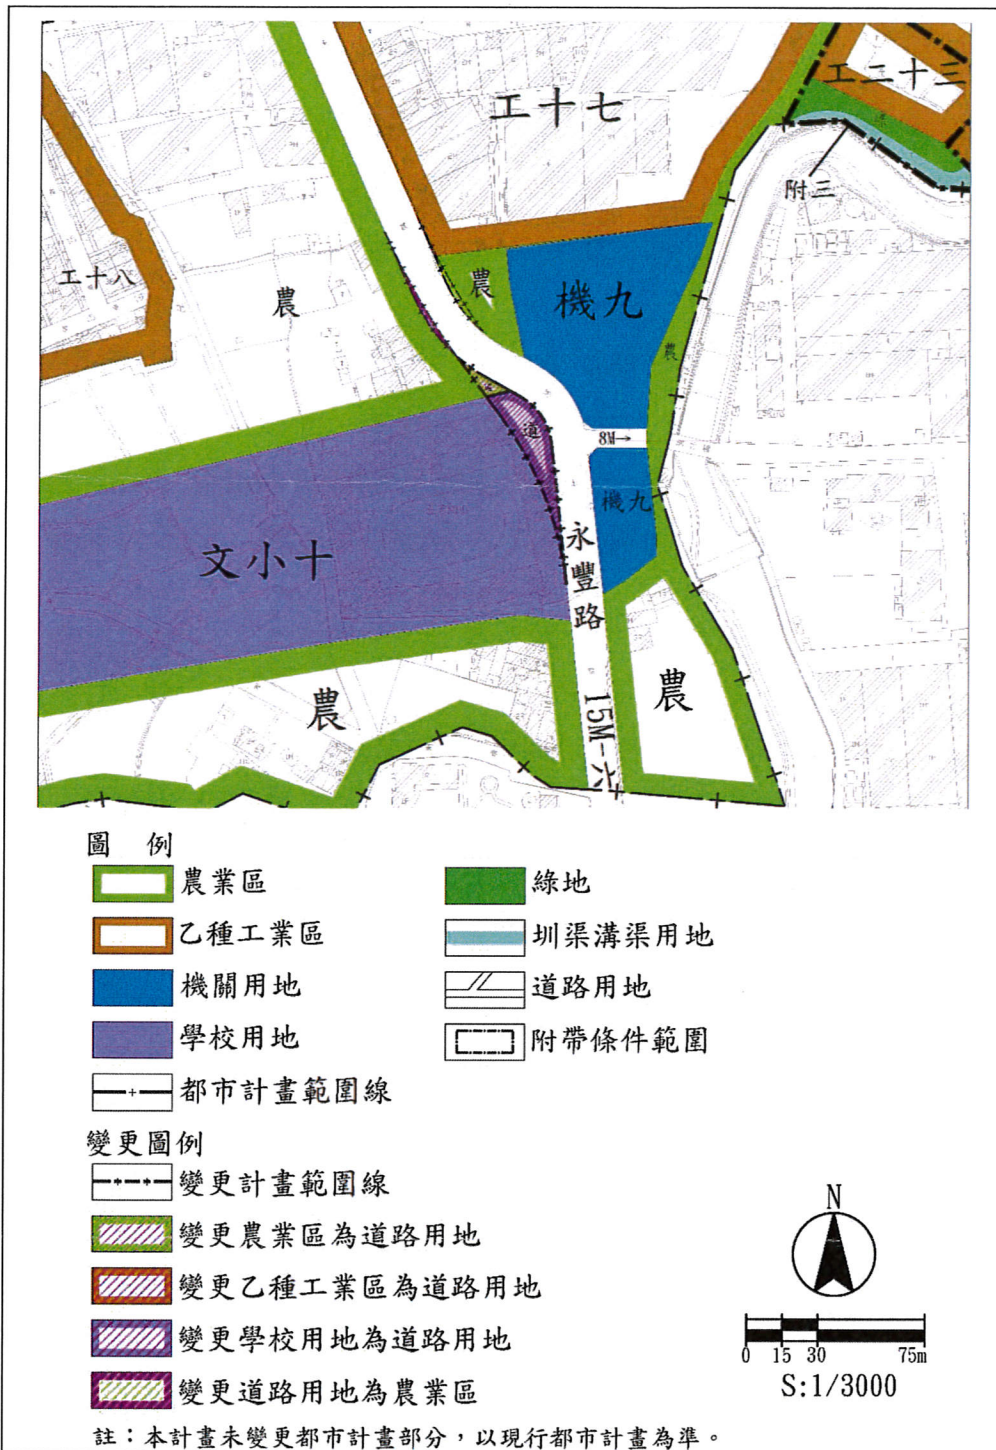 工十七
工二十三
附三
工十八
農
農
機九
農
道
8M→
機九
文小十
永豐路
15M-六
農
農
圖 例
農業區
綠地
乙種工業區
圳渠溝渠用地
機關用地
道路用地
學校用地
附帶條件範圍
都市計畫範圍線
變更圖例
變更計畫範圍線
變更農業區為道路用地
變更乙種工業區為道路用地
變更學校用地為道路用地
變更道路用地為農業區
N
0 15 30 75m
S:1/3000
註：本計畫未變更都市計畫部分，以現行都市計畫為準。